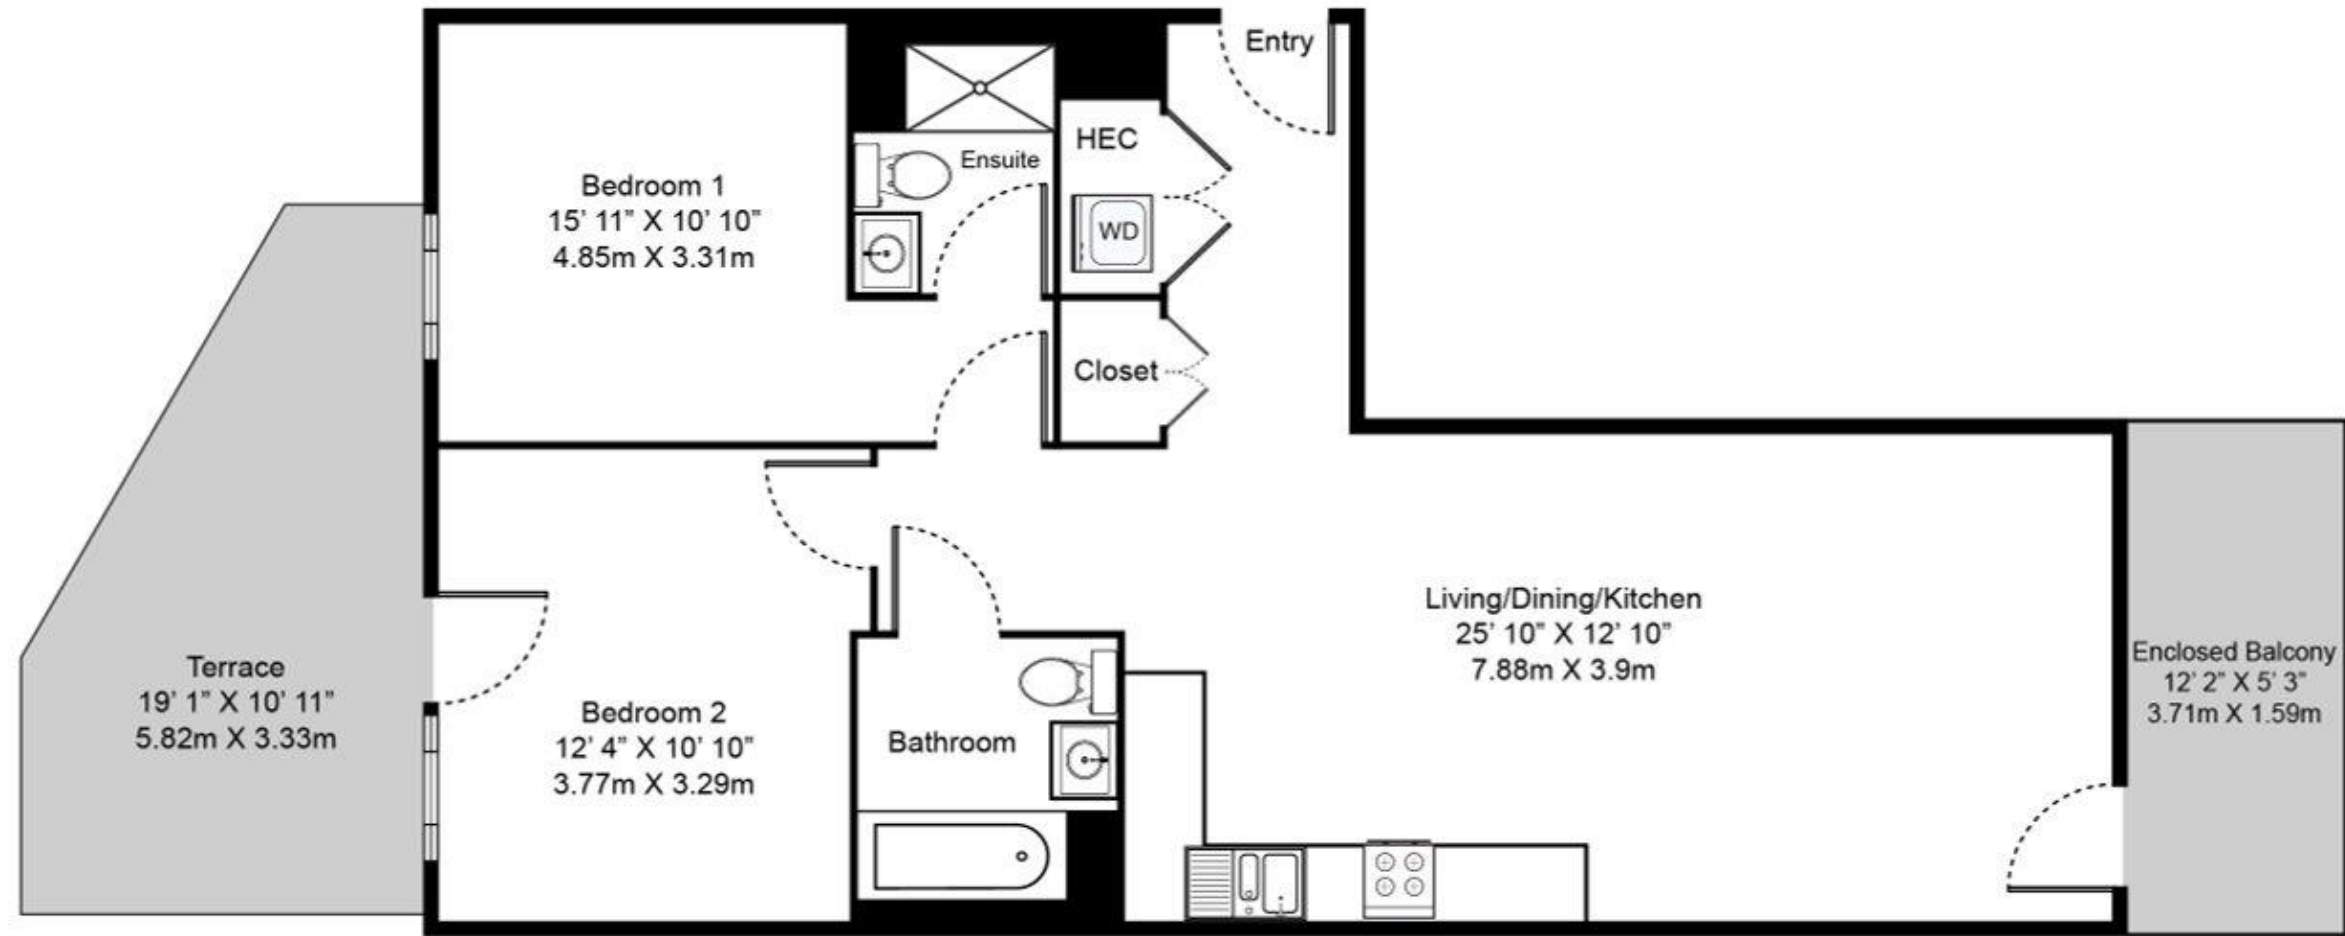 Entry
HEC
Ensuite
Bedroom 1
15’ 11” X 10’ 10”
4.85m X 3.31m
WD
Closet
Living/Dining/Kitchen
25’ 10” X 12’ 10”
7.88m X 3.9m
Enclosed Balcony
12’ 2” X 5’ 3”
3.71m X 1.59m
Terrace
19’ 1” X 10’ 11”
5.82m X 3.33m
Bedroom 2
12’ 4” X 10’ 10”
3.77m X 3.29m
Bathroom